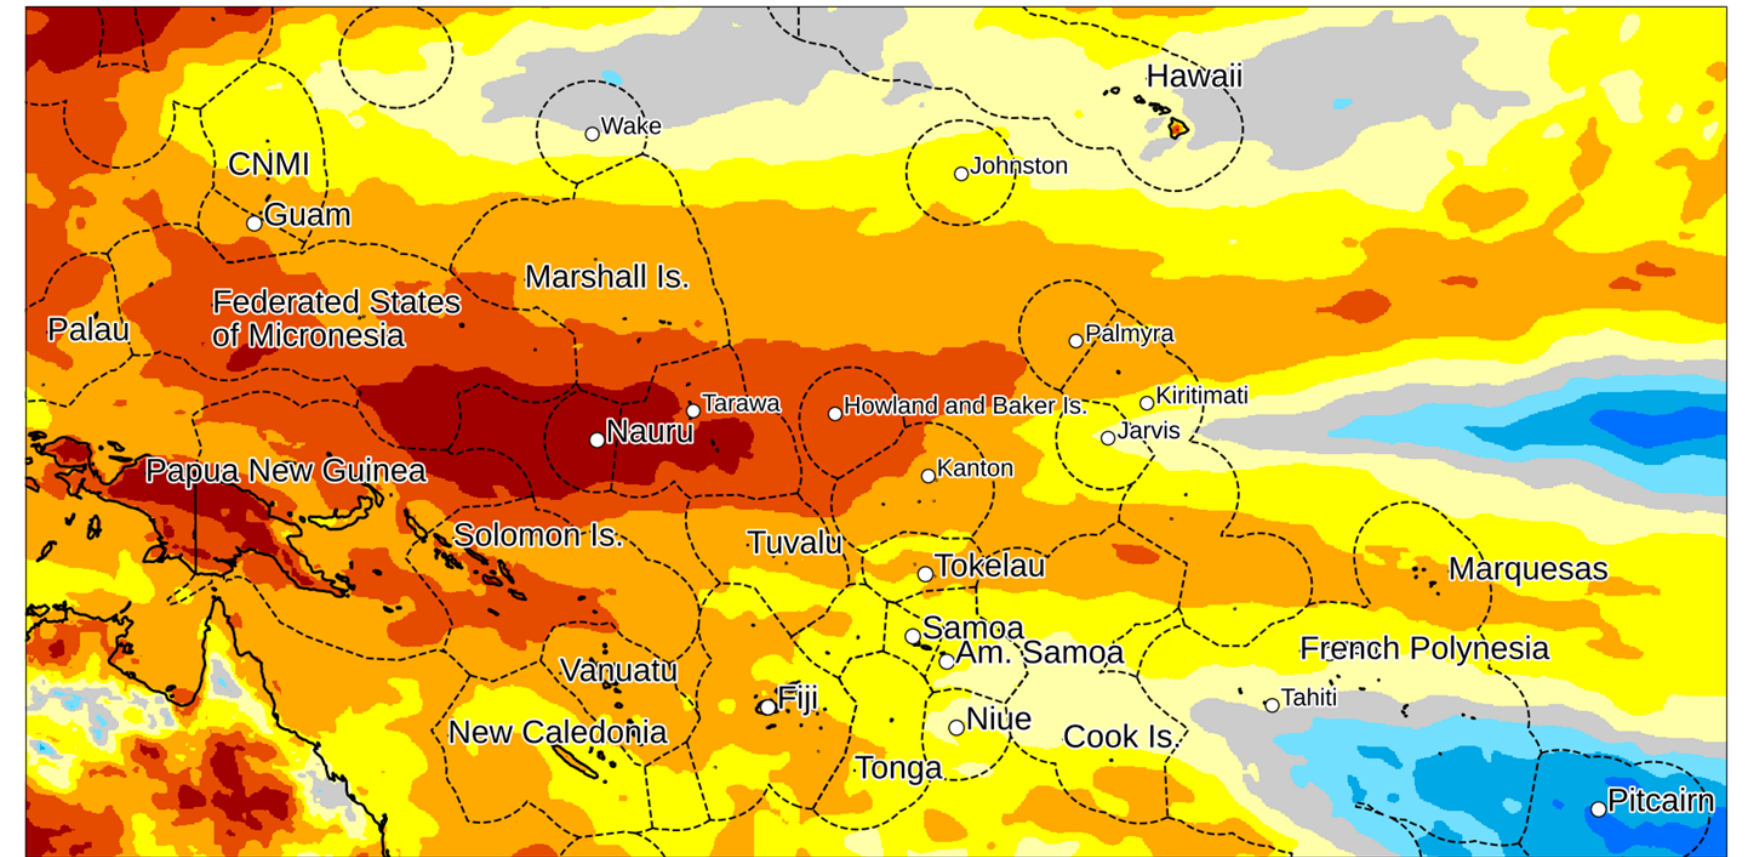 Hawaii
Wake
CNMI
Johnston
Guam
Marshall Is.
Federated States
of Micronesia
Palau
Palmyra
Kiritimati
Tarawa
Howland and Baker Is.
Nauru
Jarvis
Papua New Guinea
Kanton
Solomon Is.
Tuvalu
Tokelau
Marquesas
Samoa
Am. Samoa
French Polynesia
Vanuatu
Fiji
Tahiti
Niue
New Caledonia
Cook Is.
Tonga
Pitcairn